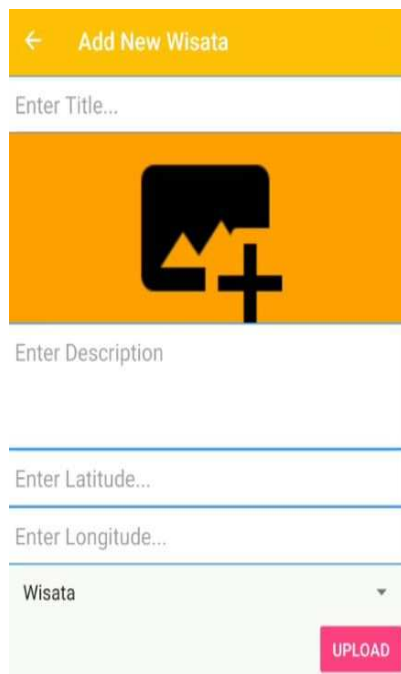 Add New Wisata
Enter Title...
Enter Description
Enter Latitude...
Enter Longitude...
Wisata
UPLOAD